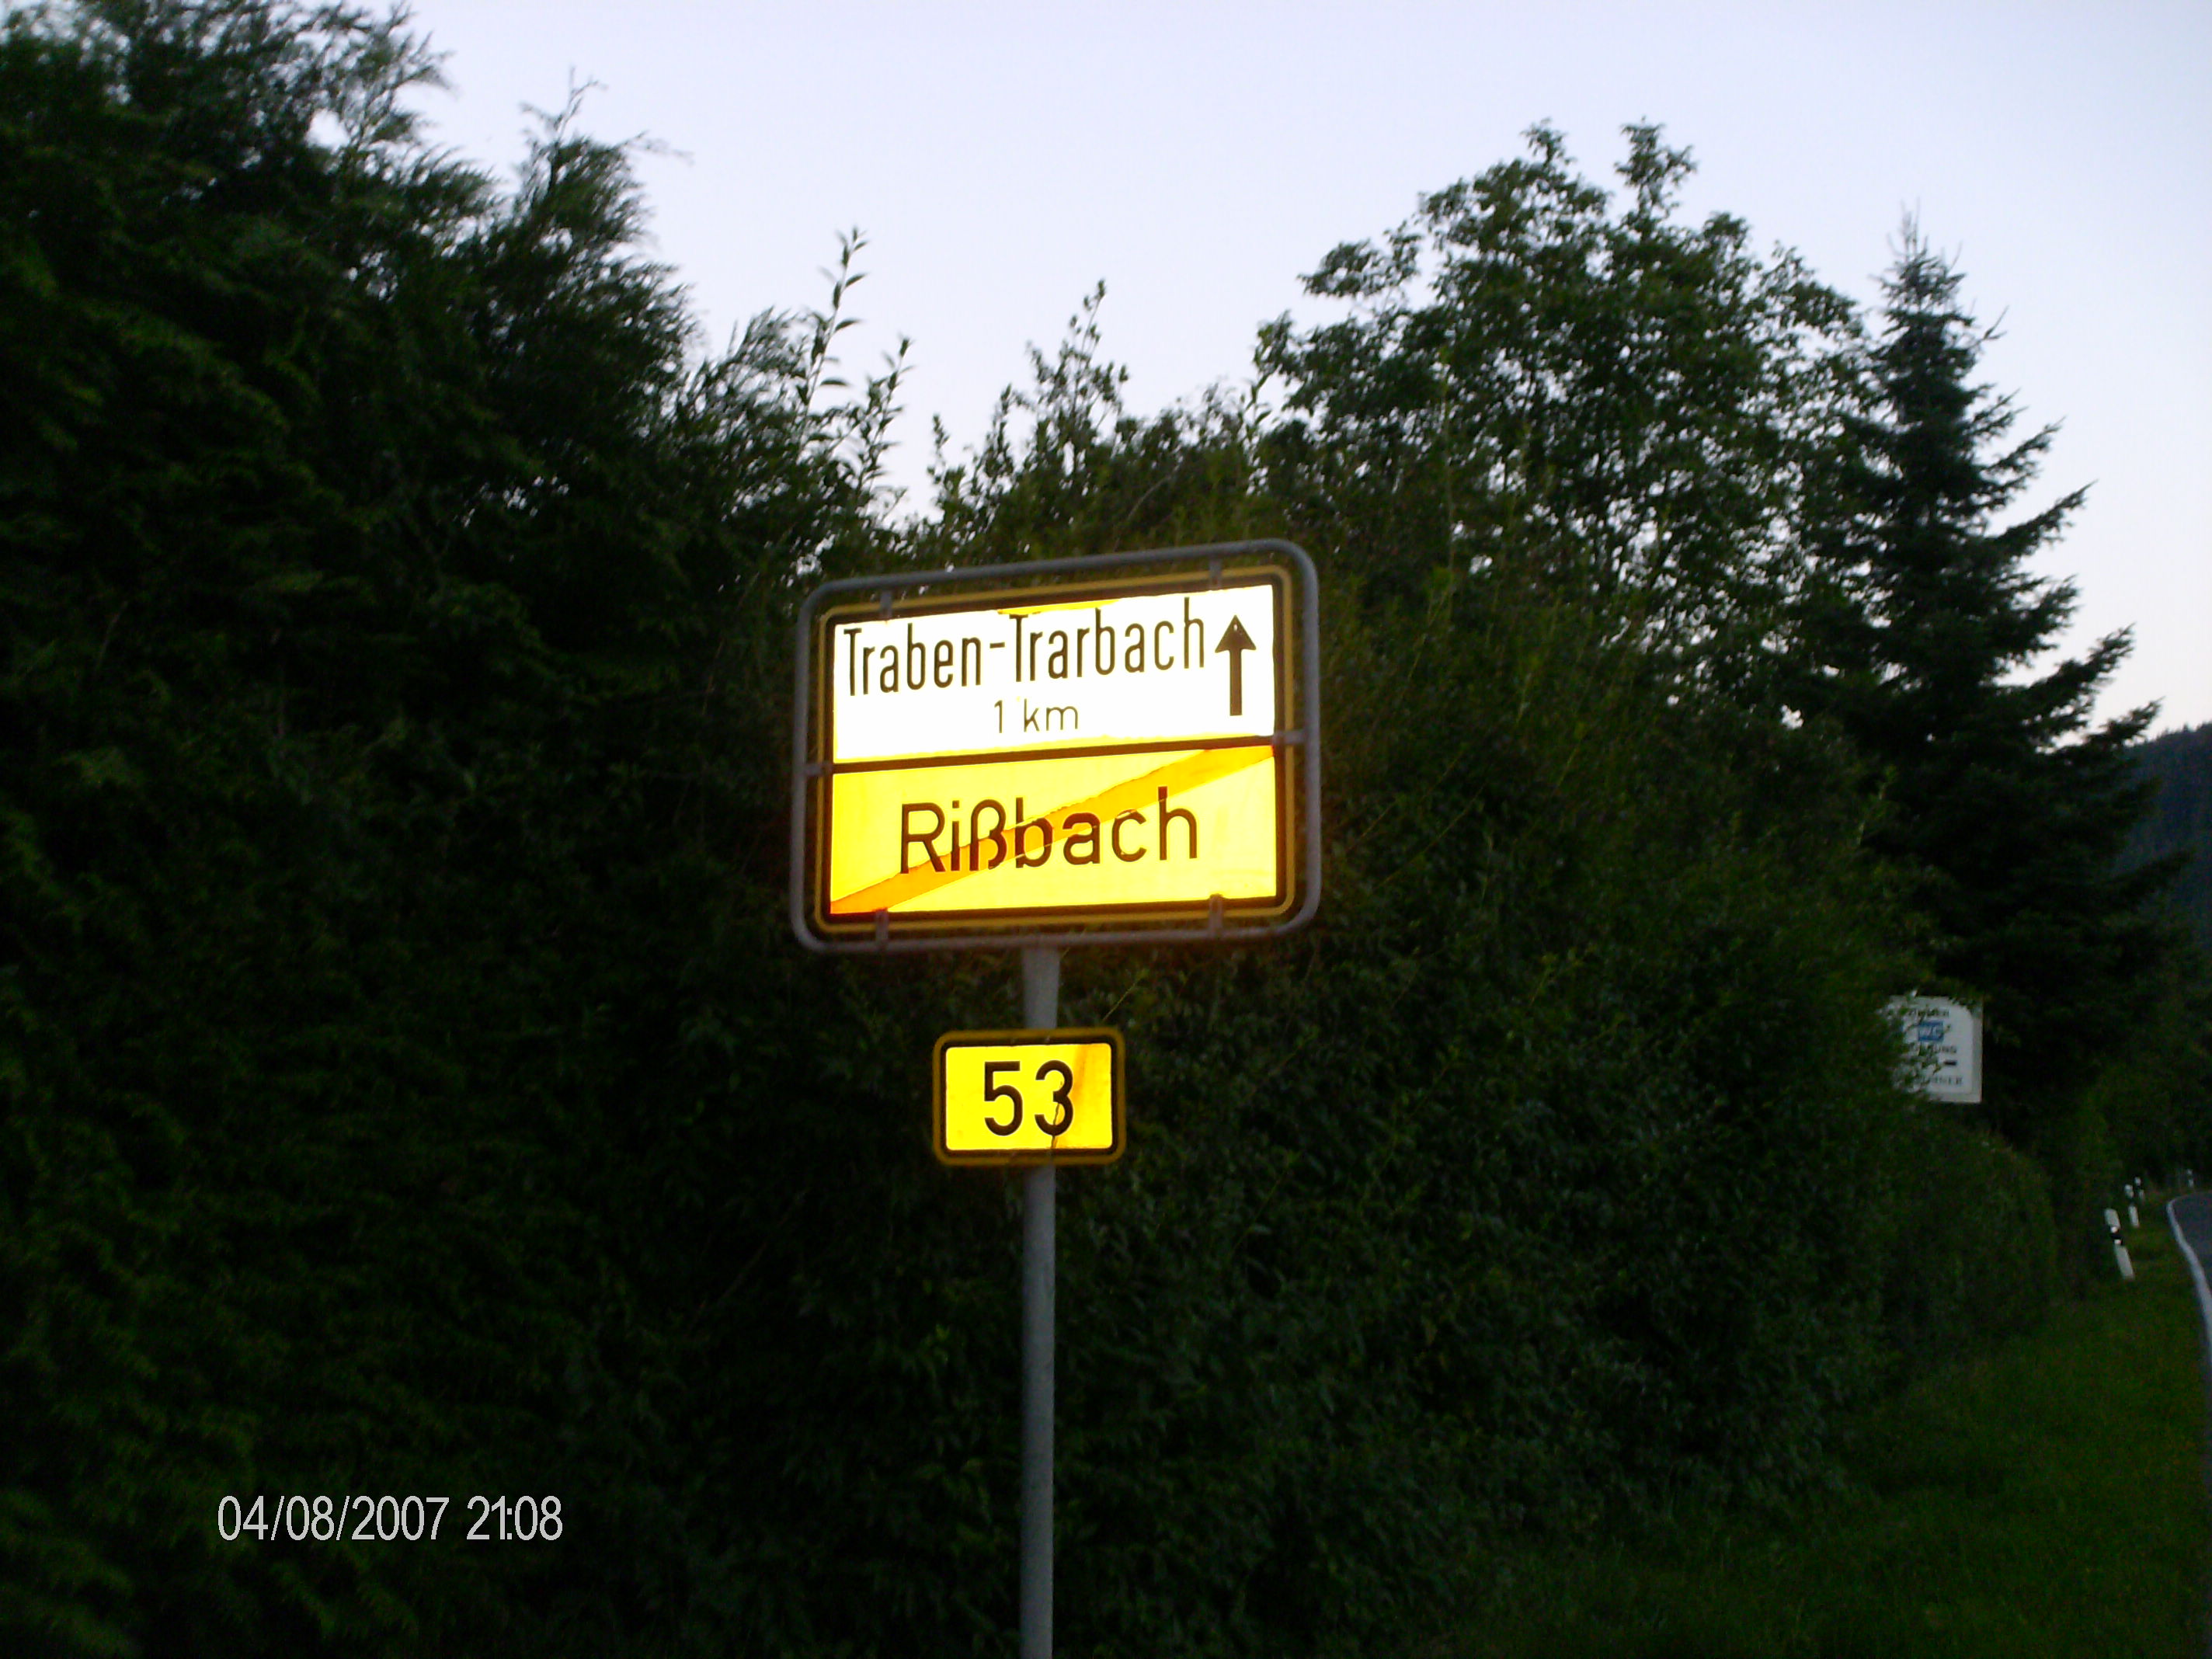 Traben-Trarbach
1 km
Rißbach
53
04/08/2007 21:08